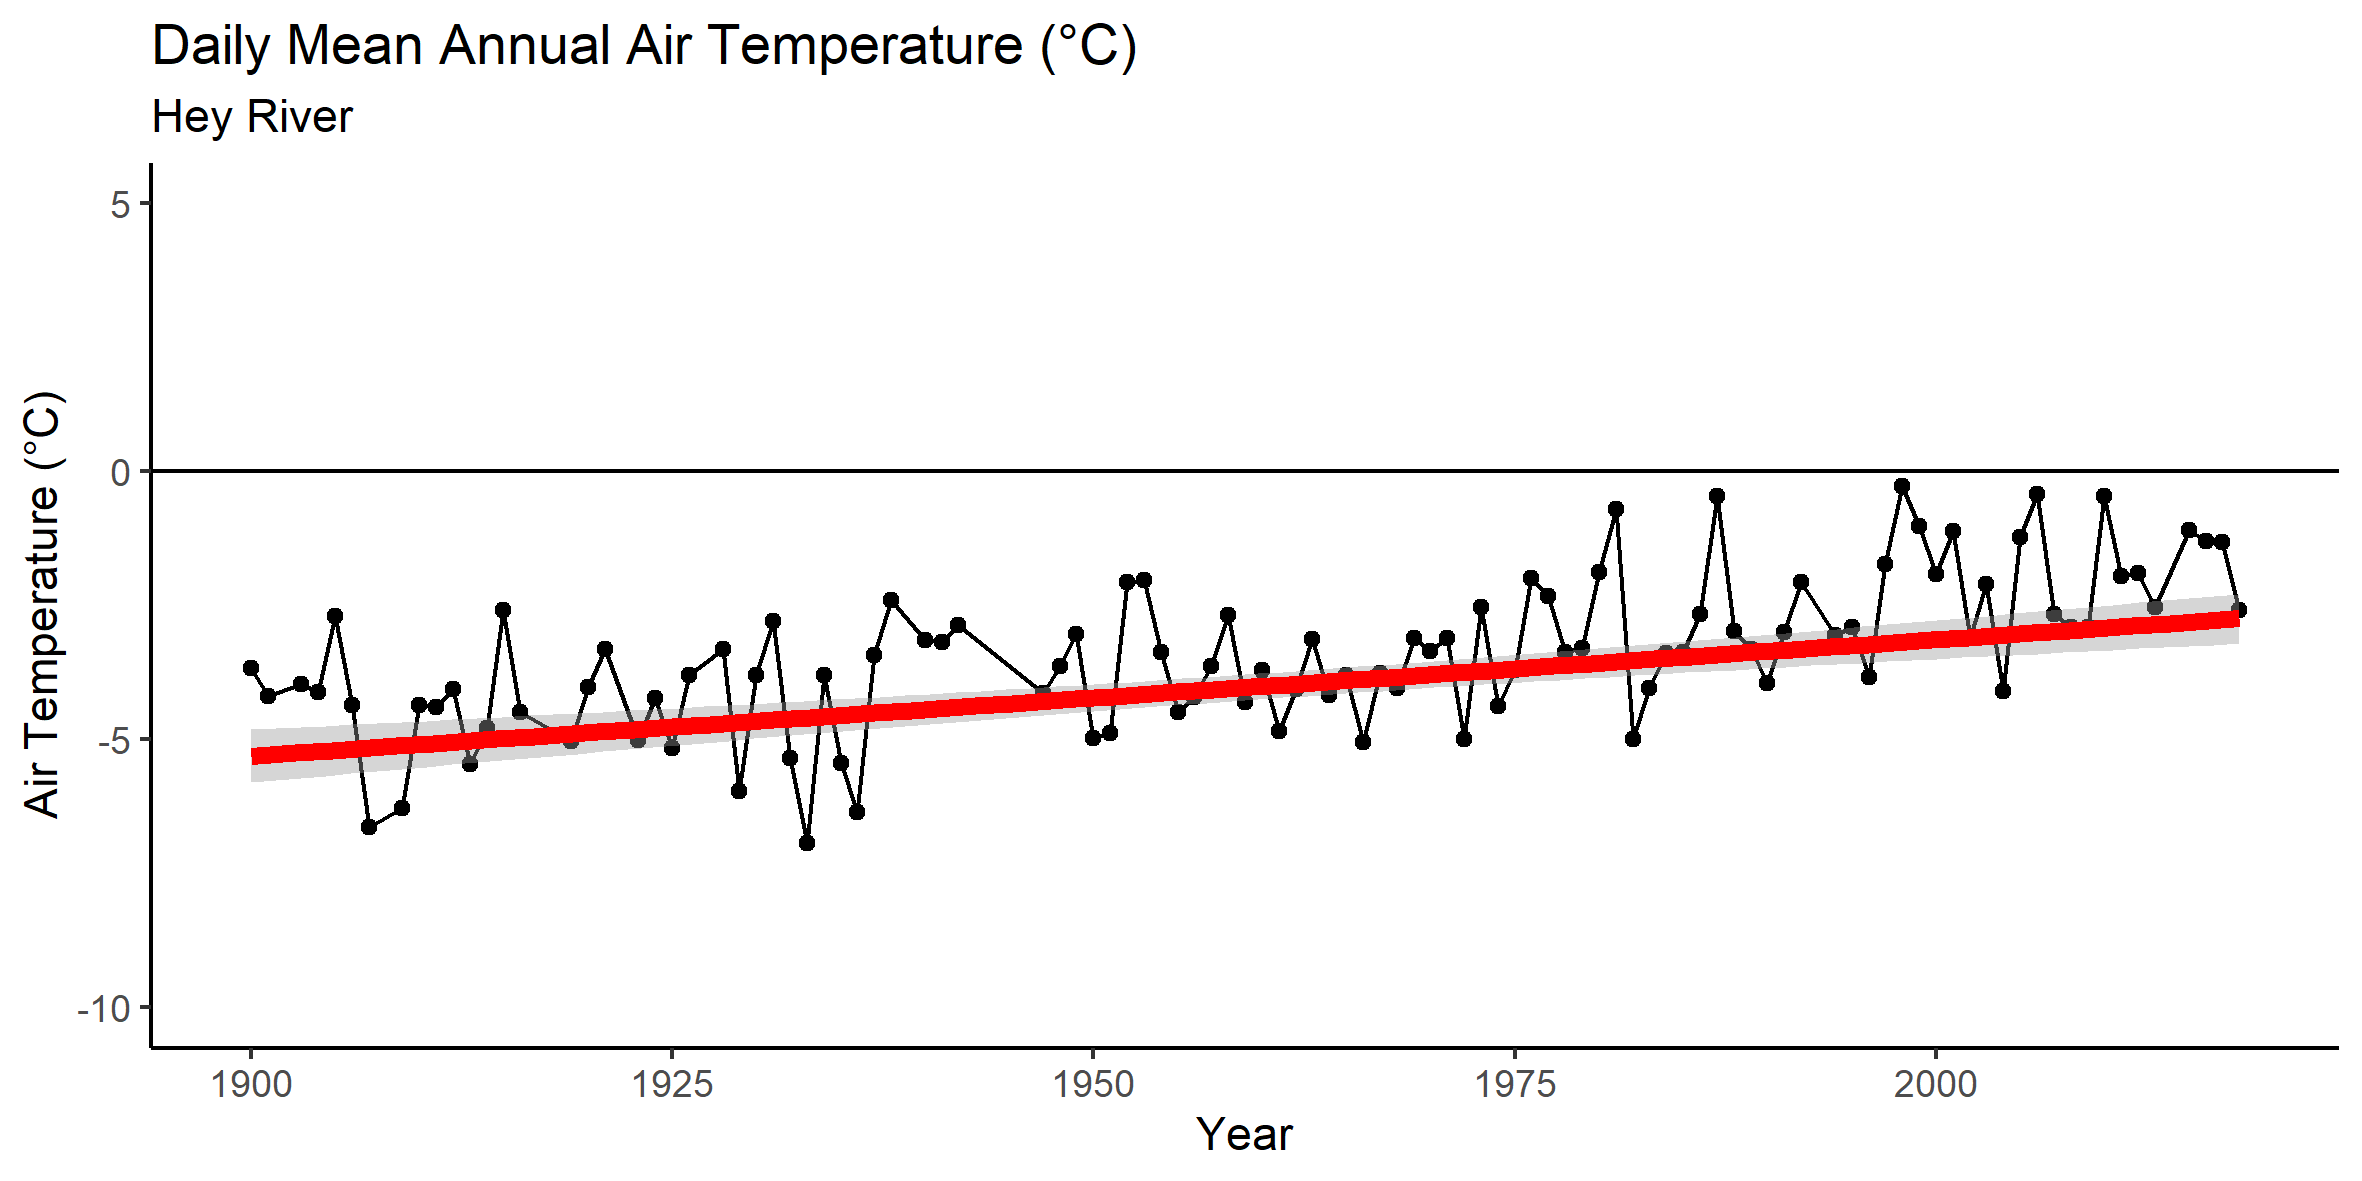 Daily Mean Annual Air Temperature (°C)
Hey River
Air Temperature (°C)
5
0
-5
-10
1900 1925 1950 1975 2000
Year